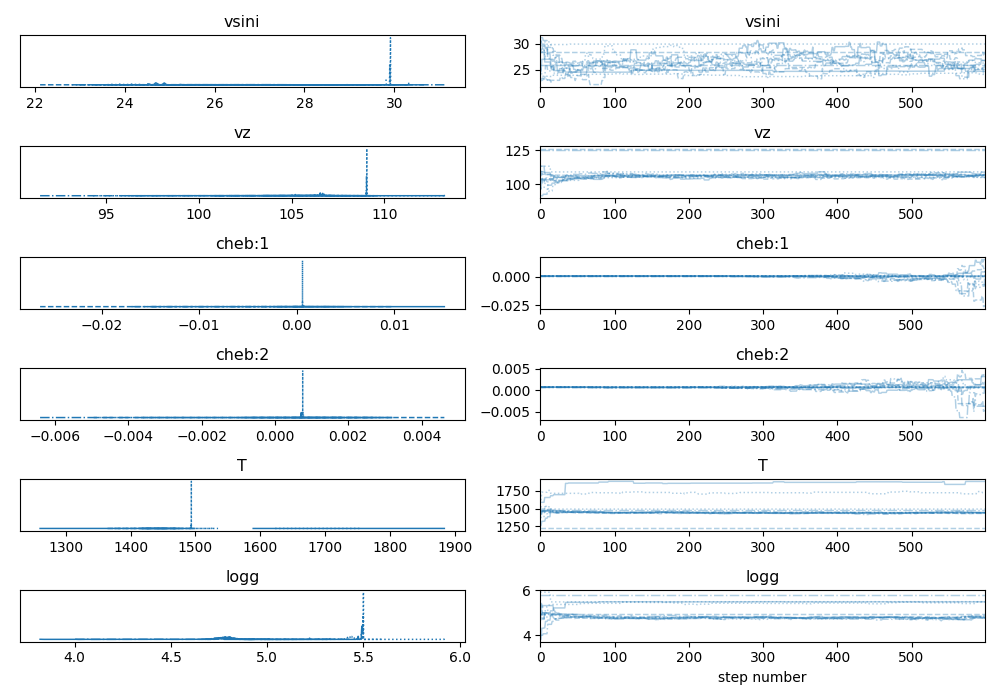 vsini
vsini
30
25
22 24 26 28 30
0 100 200 300 400 500
vz
vz
125
100
95 100 105 110
0 100 200 300 400 500
cheb:1
cheb:1
0.000
−0.025
−0.02 −0.01 0.00 0.01
0 100 200 300 400 500
cheb:2
cheb:2
0.005
0.000
−0.005
−0.006 −0.004 −0.002 0.000 0.002 0.004
0 100 200 300 400 500
T
T
1750
1500
1250
1300 1400 1500 1600 1700 1800 1900
0 100 200 300 400 500
logg
logg
6
4
4.0 4.5 5.0 5.5 6.0
0 100 200 300 400 500
step number